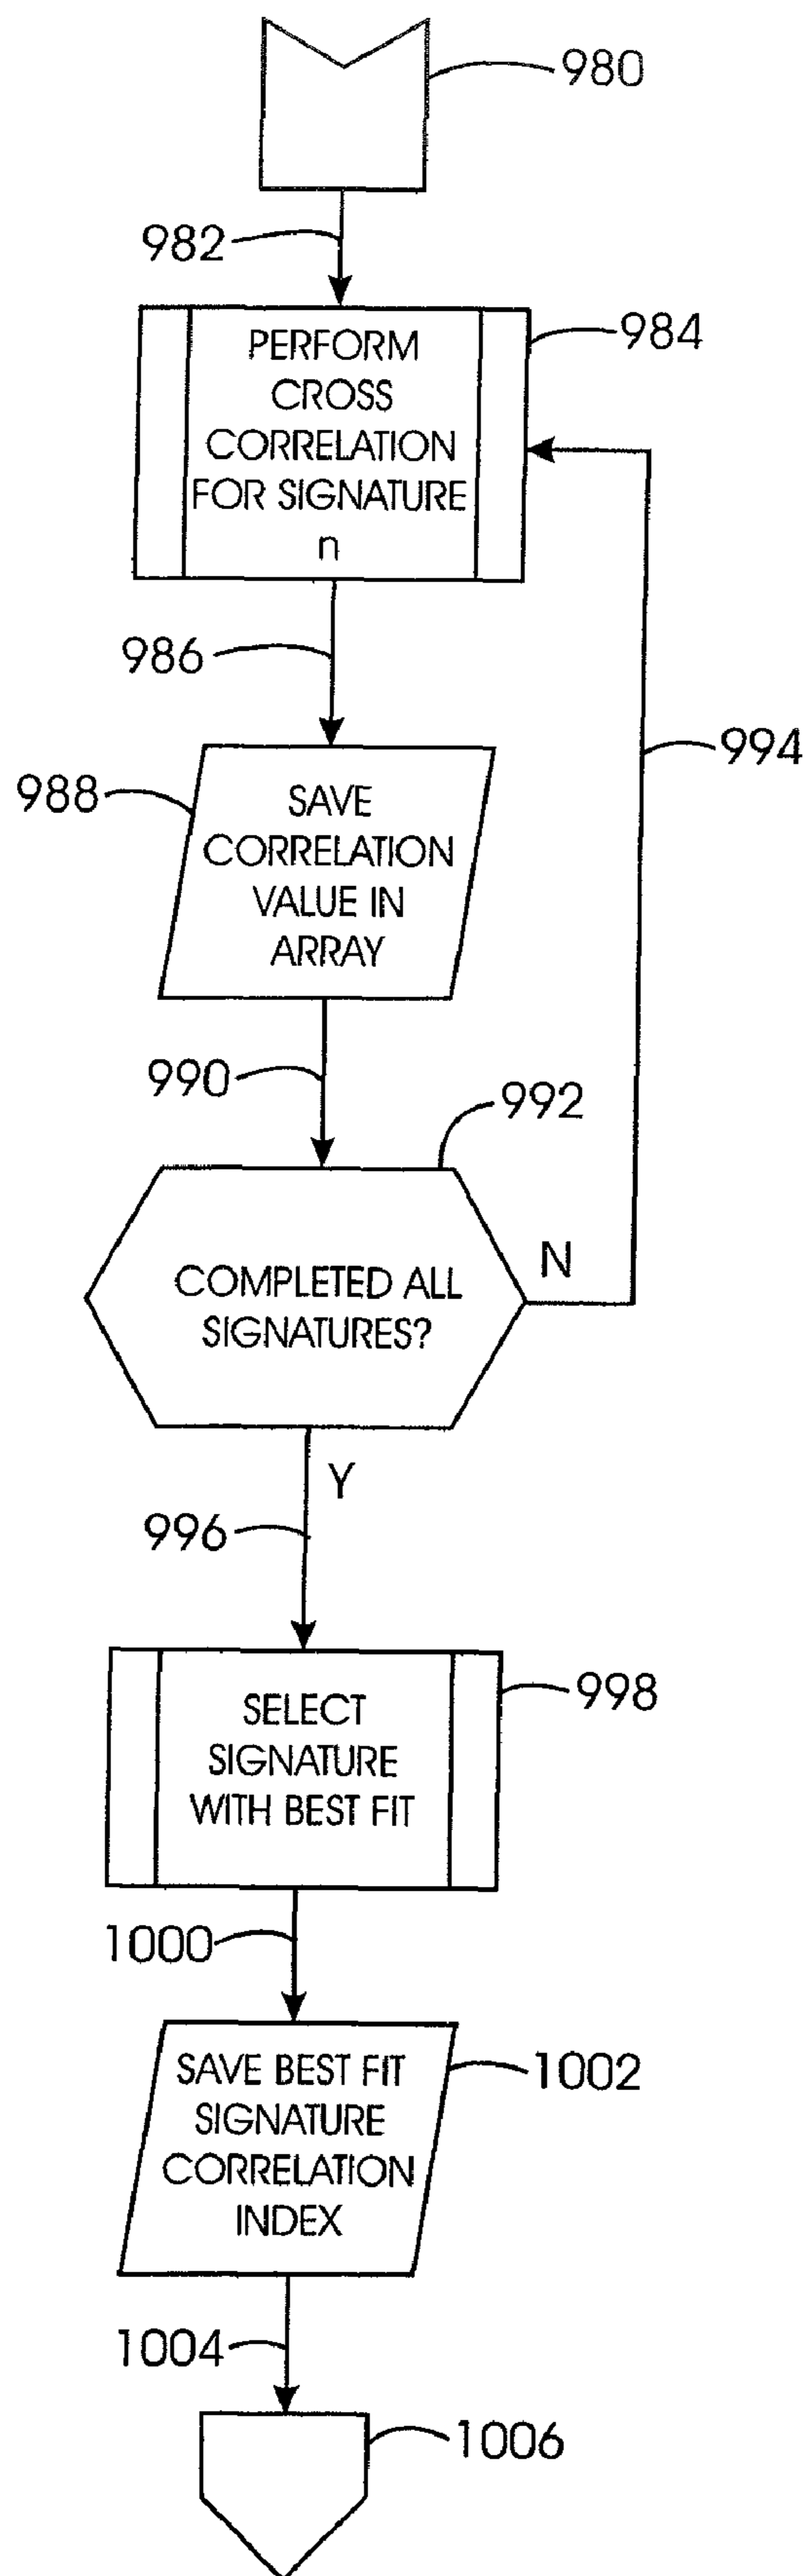 980
982
PERFORM
CROSS
CORRELATION
FOR SIGNATURE
n
984
986
994
988
SAVE
CORRELATION
VALUE IN
ARRAY
990
992
N
COMPLETED ALL
SIGNATURES?
Y
996
998
SELECT
SIGNATURE
WITH BEST FIT
1000
1002
SAVE BEST FIT
SIGNATURE
CORRELATION
INDEX
1004
1006